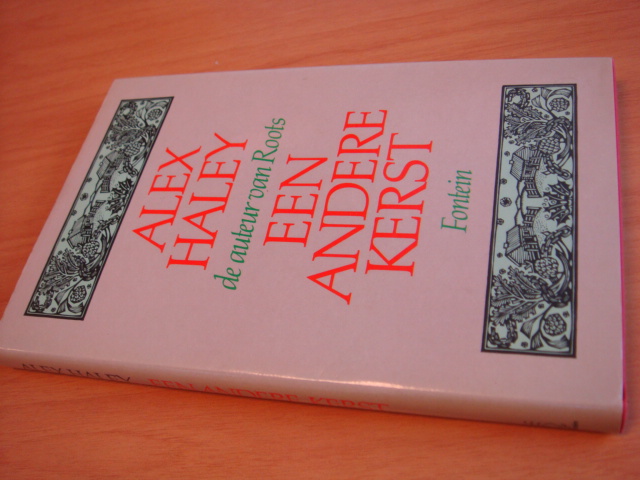 ALEX
HALEY
de auteur van Roots
EEN
ANDERE
KERST
Fontein
ALEX HALEY EEN ANDERE KERST